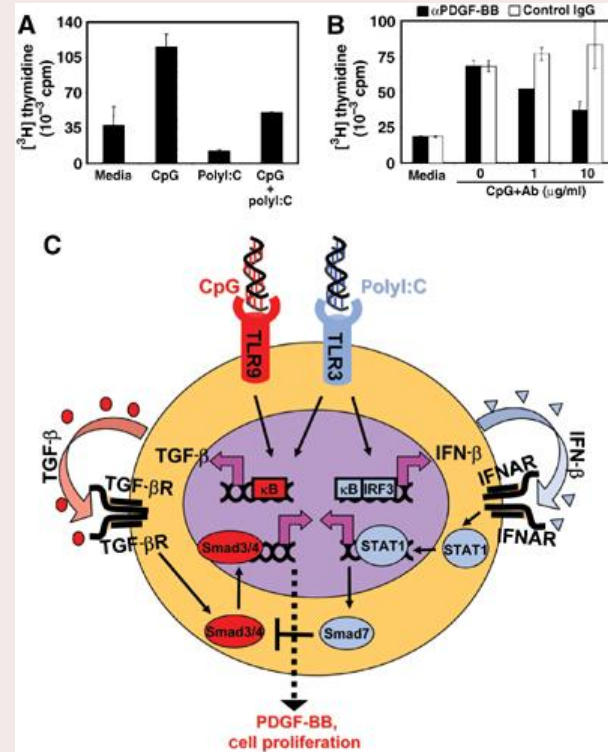 A
[³H] thymidine
(10⁻³ cpm)
140
105
70
35
0
Media
CpG
PolyI:C
CpG
+
polyI:C
B
αPDGF-BB
Control IgG
[³H] thymidine
(10⁻³ cpm)
100
75
50
25
0
Media
0
1
10
CpG+Ab (μg/ml)
C
CpG
PolyI:C
TLR9
TLR3
TGF-β
TGF-β
IFN-β
IFN-β
κB
κB
IRF3
TGF-βR
TGF-βR
IFNAR
IFNAR
Smad3/4
STAT1
STAT1
Smad3/4
Smad7
PDGF-BB,
cell proliferation